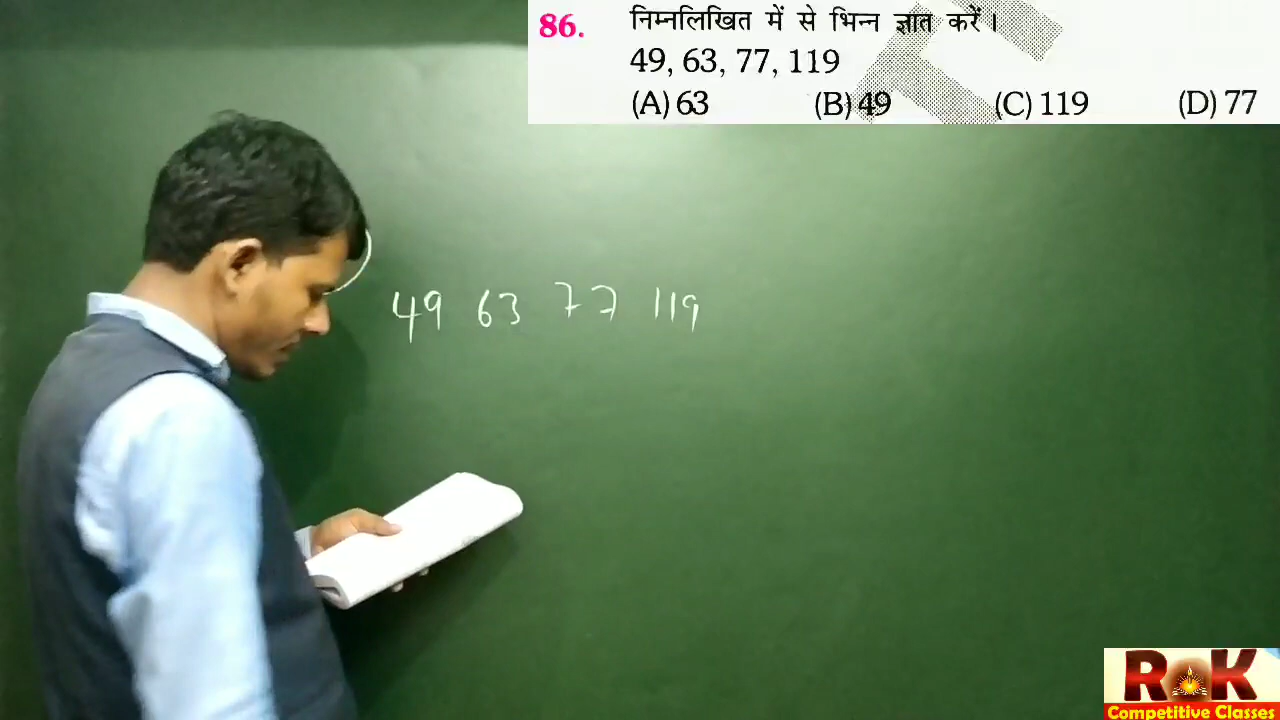 86. निम्नलिखित में से भिन्न ज्ञात करें।
49, 63, 77, 119
(A) 63 (B) 49 (C) 119 (D) 77
49 63 77 119
RK
Competitive Classes